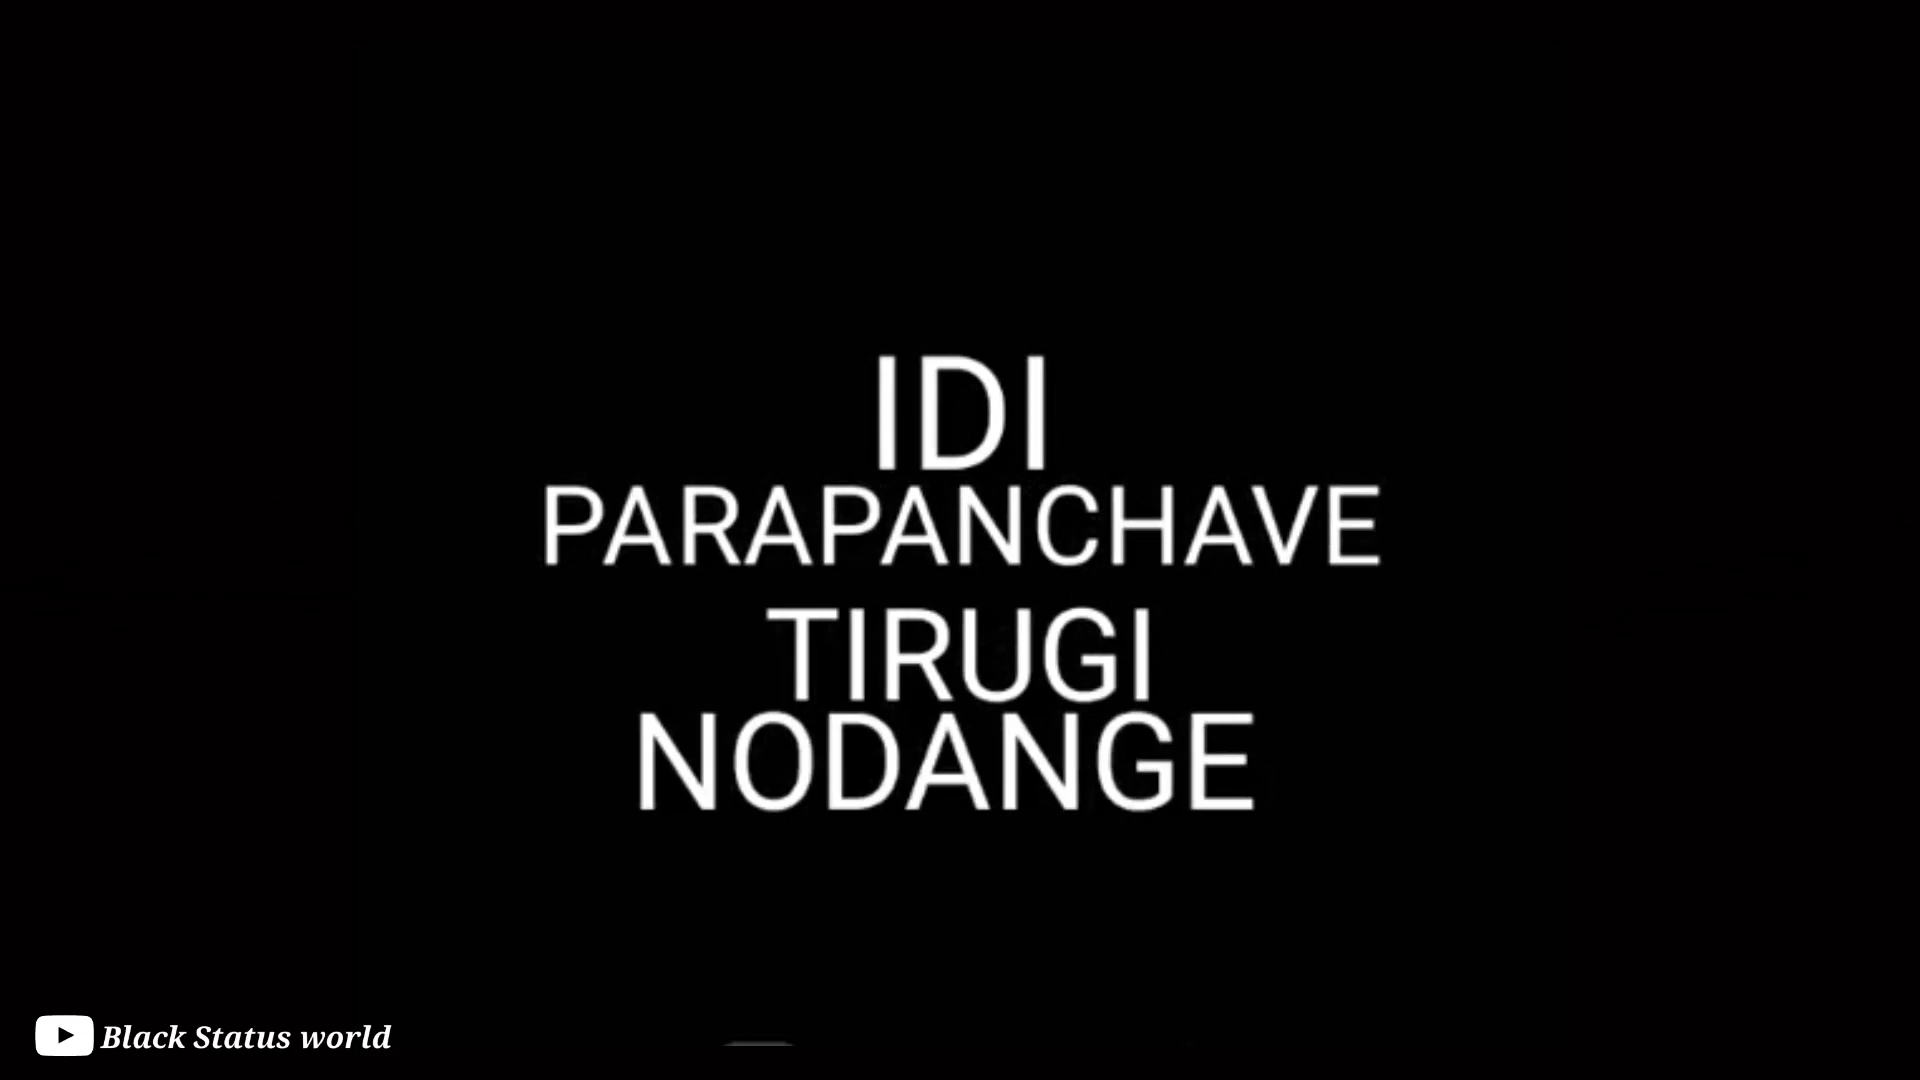 IDI
PARAPANCHAVE
TIRUGI
NODANGE
Black Status world